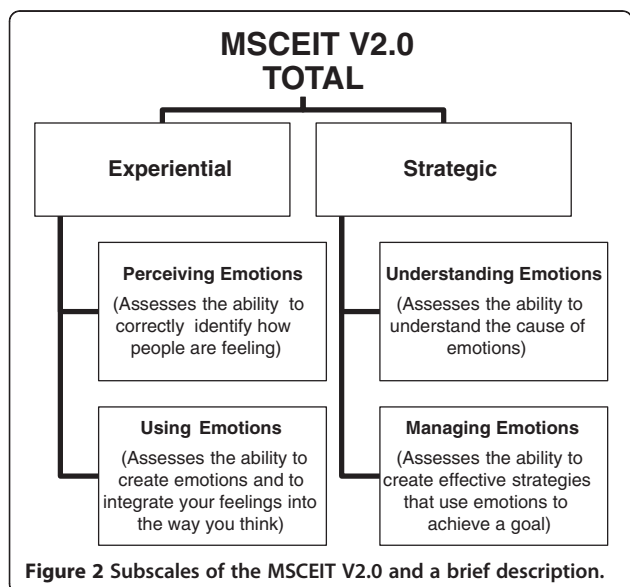 MSCEIT V2.0
TOTAL
Experiential
Strategic
Perceiving Emotions
(Assesses the ability to
correctly identify how
people are feeling)
Understanding Emotions
(Assesses the ability to
understand the cause of
emotions)
Using Emotions
(Assesses the ability to
create emotions and to
integrate your feelings into
the way you think)
Managing Emotions
(Assesses the ability to
create effective strategies
that use emotions to
achieve a goal)
Figure 2 Subscales of the MSCEIT V2.0 and a brief description.